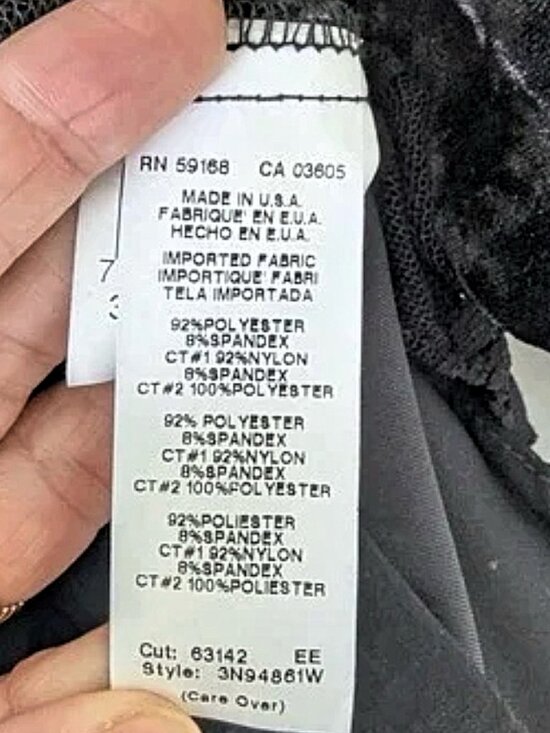 RN 59168 CA 03605
MADE IN U.S.A.
FABRIQUE' EN E.U.A.
HECHO EN E.U.A.
IMPORTED FABRIC
IMPORTIQUE' FABRI
TELA IMPORTADA
92%POLYESTER
8%SPANDEX
CT#1 92%NYLON
8%SPANDEX
CT#2 100%POLYESTER
92% POLYESTER
8%SPANDEX
CT#1 92%NYLON
8%SPANDEX
CT#2 100%POLYESTER
92%POLIESTER
8%SPANDEX
CT#1 92%NYLON
8%SPANDEX
CT#2 100%POLIESTER
Cut: 63142 EE
Style: 3N94861W
(Care Over)
7
3